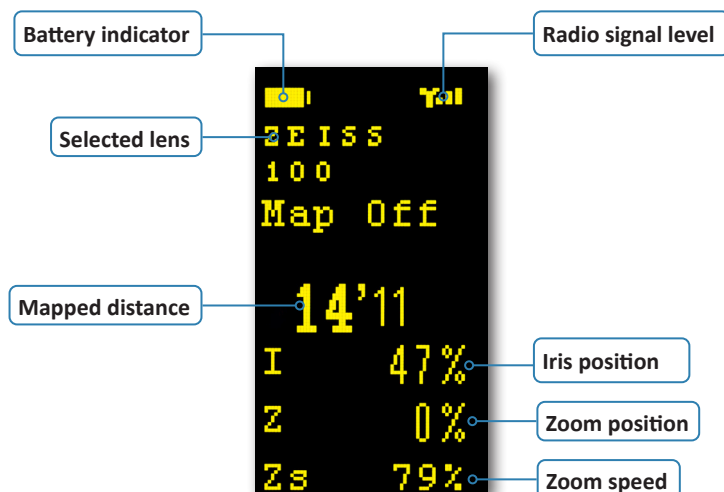 Battery indicator
Radio signal level
Selected lens
ZEISS
100
Map Off
Mapped distance
14'11
I 47%
Iris position
Z 0%
Zoom position
Zs 79%
Zoom speed